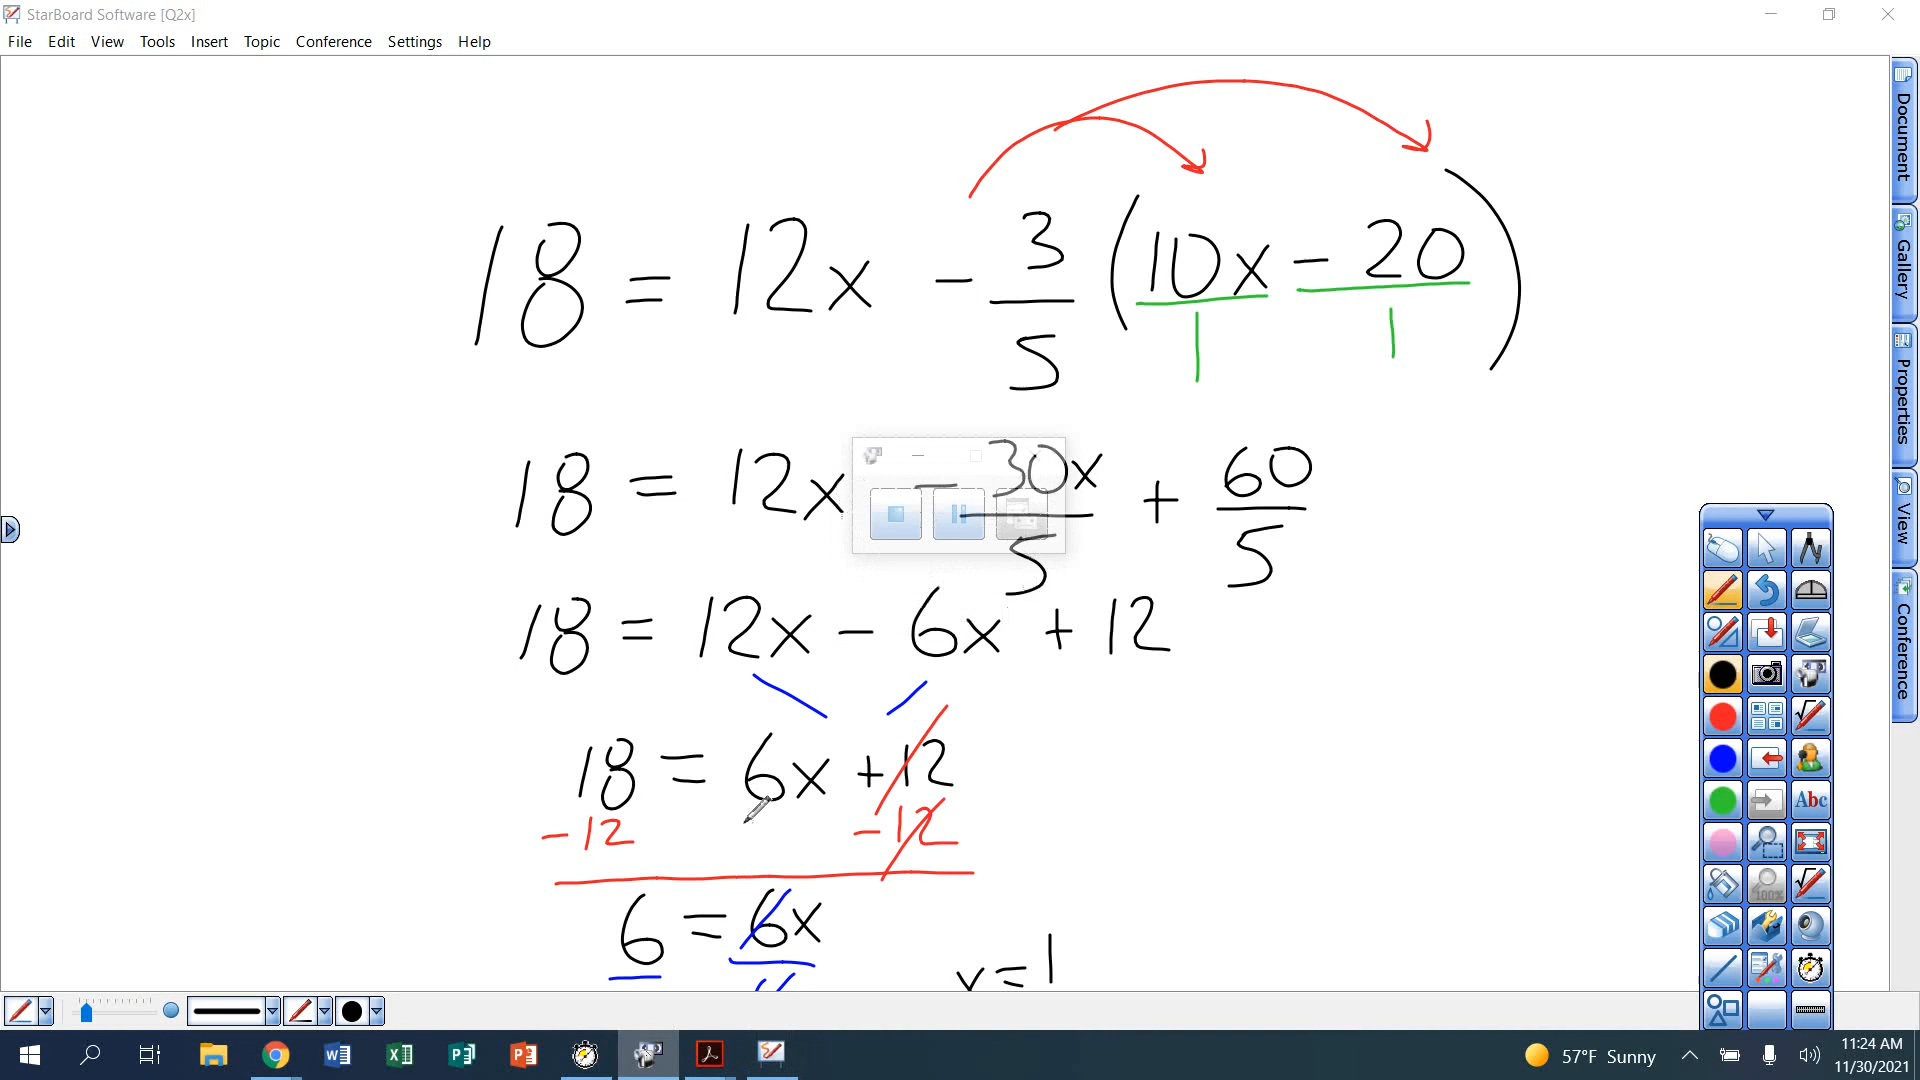 StarBoard Software [Q2x]
File Edit View Tools Insert Topic Conference Settings Help
18 = 12x - 3/5 (10x - 20)
1 1
18 = 12x - 30x/5 + 60/5
18 = 12x - 6x + 12
18 = 6x + 12
-12 -12
6 = 6x
x = 1
Document
Gallery
Properties
View
Conference
Abc
100%
57°F Sunny
11:24 AM
11/30/2021